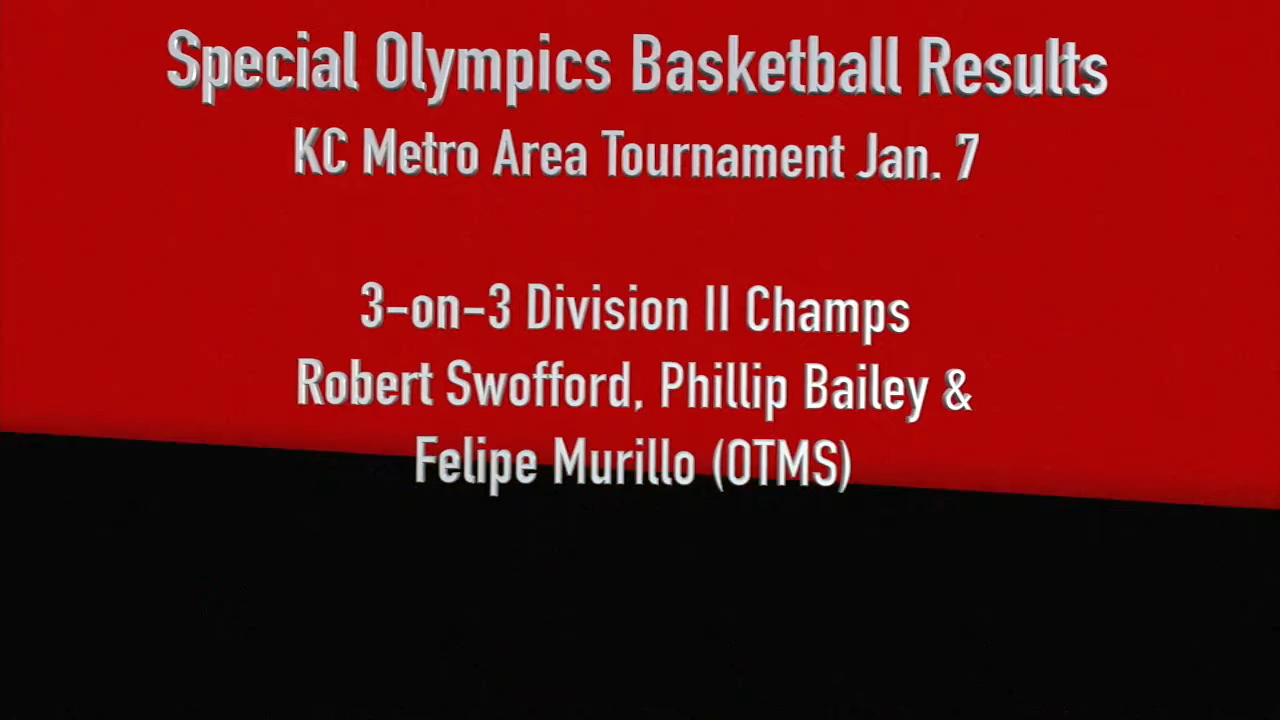 Special Olympics Basketball Results
KC Metro Area Tournament Jan. 7
3-on-3 Division II Champs
Robert Swofford, Phillip Bailey &
Felipe Murillo (OTMS)